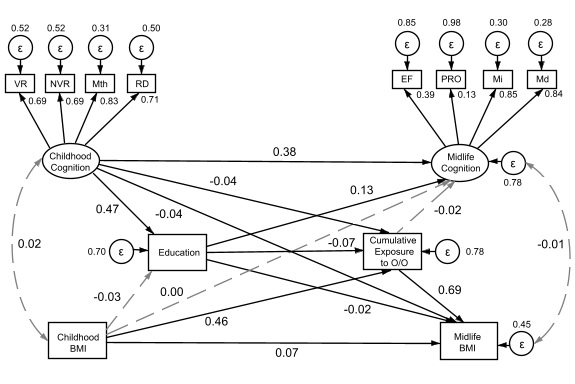 0.52 0.52 0.31 0.50
ε ε ε ε
VR NVR Mth RD
0.69 0.69 0.83 0.71
0.85 0.98 0.30 0.28
ε ε ε ε
EF PRO Mi Md
0.39 0.13 0.85 0.84
Childhood
Cognition
0.38
Midlife
Cognition
ε
0.78
-0.04
0.13
0.47
-0.04
-0.02
0.02
-0.01
0.70
ε
Education
-0.07
Cumulative
Exposure
to O/O
ε
0.78
-0.03
0.00
0.69
0.46
-0.02
Childhood
BMI
0.07
Midlife
BMI
0.45
ε